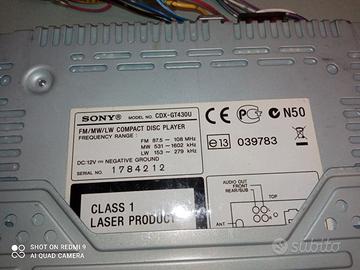 SONY® MODEL NO. CDX-GT430U
FM/MW/LW COMPACT DISC PLAYER
FREQUENCY RANGE : FM 87.5 — 108 MHz
MW 531 — 1602 kHz
LW 153 — 279 kHz
DC:12V ⎓ NEGATIVE GROUND
SERIAL NO. 1784212
CE N50
e13 039783
CLASS 1
LASER PRODUCT
AUDIO OUT
FRONT
REAR/SUB
TOP
ANT
SHOT ON REDMI 9
AI QUAD CAMERA
subito